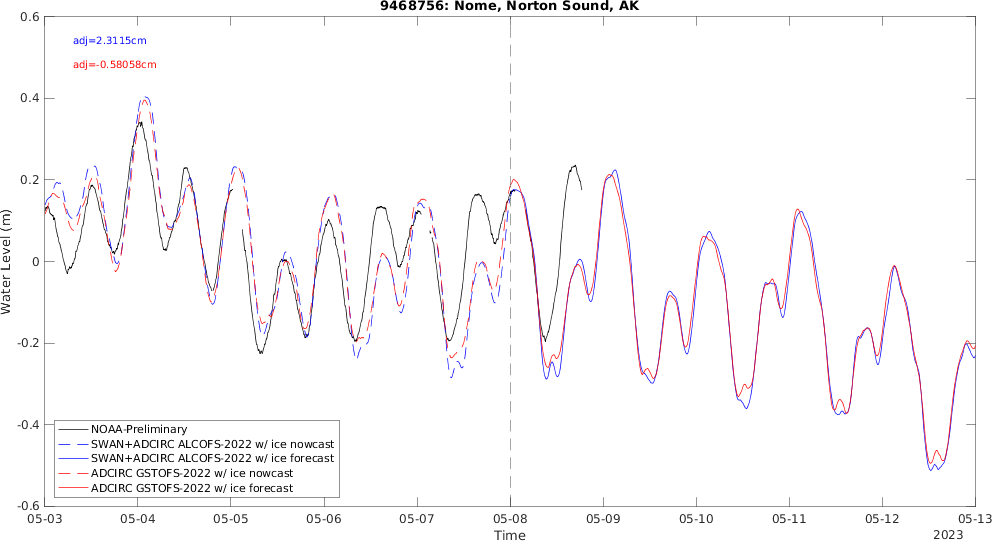 9468756: Nome, Norton Sound, AK
adj=2.3115cm
adj=-0.58058cm
Water Level (m)
0.6
0.4
0.2
0
-0.2
-0.4
-0.6
NOAA-Preliminary
SWAN+ADCIRC ALCOFS-2022 w/ ice nowcast
SWAN+ADCIRC ALCOFS-2022 w/ ice forecast
ADCIRC GSTOFS-2022 w/ ice nowcast
ADCIRC GSTOFS-2022 w/ ice forecast
05-03 05-04 05-05 05-06 05-07 05-08 05-09 05-10 05-11 05-12 05-13
Time
2023